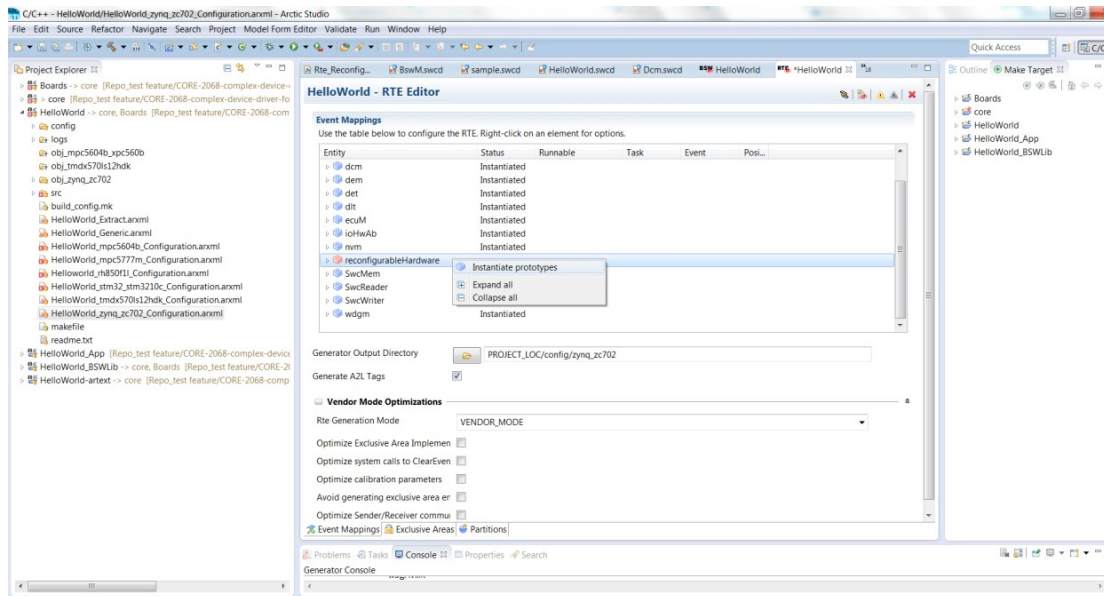 C/C++ - HelloWorld/HelloWorld_zynq_zc702_Configuration.arxml - Arctic Studio
File Edit Source Refactor Navigate Search Project Model Form Editor Validate Run Window Help
Quick Access
C/C
Project Explorer
Boards -> core [Repo_test feature/CORE-2068-complex-device-
> core [Repo_test feature/CORE-2068-complex-device-driver-fo
HelloWorld -> core, Boards [Repo_test feature/CORE-2068-com
config
logs
obj_mpc5604b_xpc560b
obj_tmdx570ls12hdk
obj_zynq_zc702
src
build_config.mk
HelloWorld_Extract.arxml
HelloWorld_Generic.arxml
HelloWorld_mpc5604b_Configuration.arxml
HelloWorld_mpc5777m_Configuration.arxml
Helloworld_rh850f1l_Configuration.arxml
HelloWorld_stm32_stm3210c_Configuration.arxml
HelloWorld_tmdx570ls12hdk_Configuration.arxml
HelloWorld_zynq_zc702_Configuration.arxml
makefile
readme.txt
HelloWorld_App [Repo_test feature/CORE-2068-complex-device
HelloWorld_BSWLib -> core, Boards [Repo_test feature/CORE-20
HelloWorld-artext -> core [Repo_test feature/CORE-2068-comp
Rte_Reconfig... BswM.swcd sample.swcd HelloWorld.swcd Dcm.swcd BSW HelloWorld RTE *HelloWorld »16
HelloWorld - RTE Editor
Event Mappings
Use the table below to configure the RTE. Right-click on an element for options.
Entity Status Runnable Task Event Posi...
dcm Instantiated
dem Instantiated
det Instantiated
dlt Instantiated
ecuM Instantiated
ioHwAb Instantiated
nvm Instantiated
reconfigurableHardware
SwcMem
SwcReader
SwcWriter
wdgm Instantiated
Instantiate prototypes
Expand all
Collapse all
Generator Output Directory PROJECT_LOC/config/zynq_zc702
Generate A2L Tags
Vendor Mode Optimizations
Rte Generation Mode VENDOR_MODE
Optimize Exclusive Area Implemen
Optimize system calls to ClearEven
Optimize calibration parameters
Avoid generating exclusive area er
Optimize Sender/Receiver commu
Event Mappings Exclusive Areas Partitions
Problems Tasks Console Properties Search
Generator Console
Outline Make Target
Boards
core
HelloWorld
HelloWorld_App
HelloWorld_BSWLib